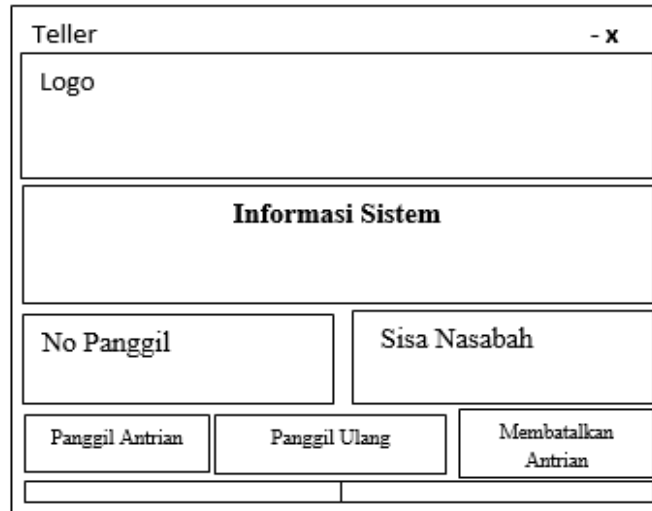 Teller - x
Logo
Informasi Sistem
No Panggil Sisa Nasabah
Panggil Antrian Panggil Ulang Membatalkan
Antrian